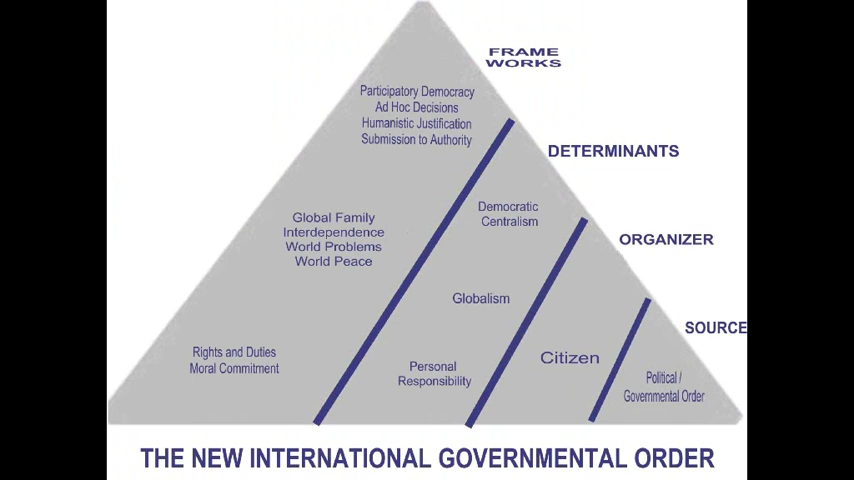 FRAME
WORKS
Participatory Democracy
Ad Hoc Decisions
Humanistic Justification
Submission to Authority
DETERMINANTS
Democratic
Centralism
Global Family
Interdependence
World Problems
World Peace
ORGANIZER
Globalism
SOURCE
Rights and Duties
Moral Commitment
Personal
Responsibility
Citizen
Political /
Governmental Order
THE NEW INTERNATIONAL GOVERNMENTAL ORDER